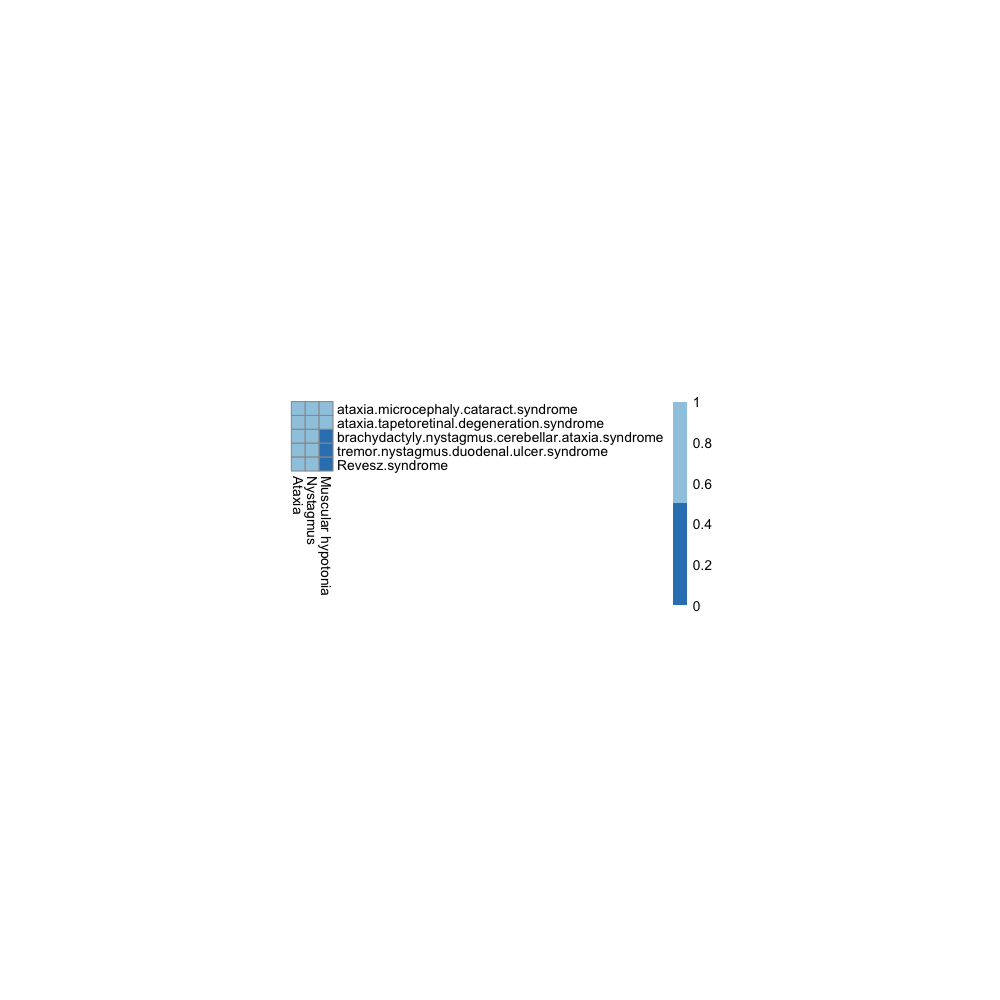 ataxia.microcephaly.cataract.syndrome
ataxia.tapetoretinal.degeneration.syndrome
brachydactyly.nystagmus.cerebellar.ataxia.syndrome
tremor.nystagmus.duodenal.ulcer.syndrome
Revesz.syndrome
Ataxia
Nystagmus
Muscular hypotonia
1
0.8
0.6
0.4
0.2
0